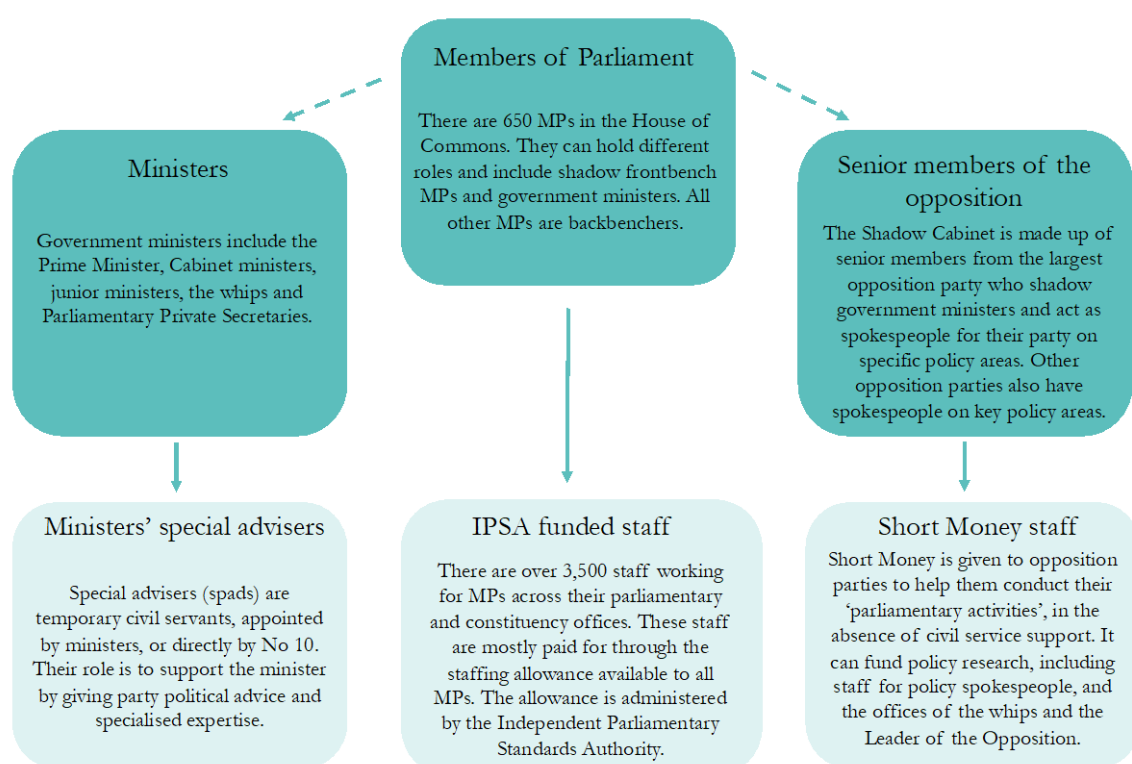 Members of Parliament
There are 650 MPs in the House of
Commons. They can hold different
roles and include shadow frontbench
MPs and government ministers. All
other MPs are backbenchers.
Ministers
Government ministers include the
Prime Minister, Cabinet ministers,
junior ministers, the whips and
Parliamentary Private Secretaries.
Senior members of the
opposition
The Shadow Cabinet is made up of
senior members from the largest
opposition party who shadow
government ministers and act as
spokespeople for their party on
specific policy areas. Other
opposition parties also have
spokespeople on key policy areas.
Ministers’ special advisers
Special advisers (spads) are
temporary civil servants, appointed
by ministers, or directly by No 10.
Their role is to support the minister
by giving party political advice and
specialised expertise.
IPSA funded staff
There are over 3,500 staff working
for MPs across their parliamentary
and constituency offices. These staff
are mostly paid for through the
staffing allowance available to all
MPs. The allowance is administered
by the Independent Parliamentary
Standards Authority.
Short Money staff
Short Money is given to opposition
parties to help them conduct their
‘parliamentary activities’, in the
absence of civil service support. It
can fund policy research, including
staff for policy spokespeople, and
the offices of the whips and the
Leader of the Opposition.